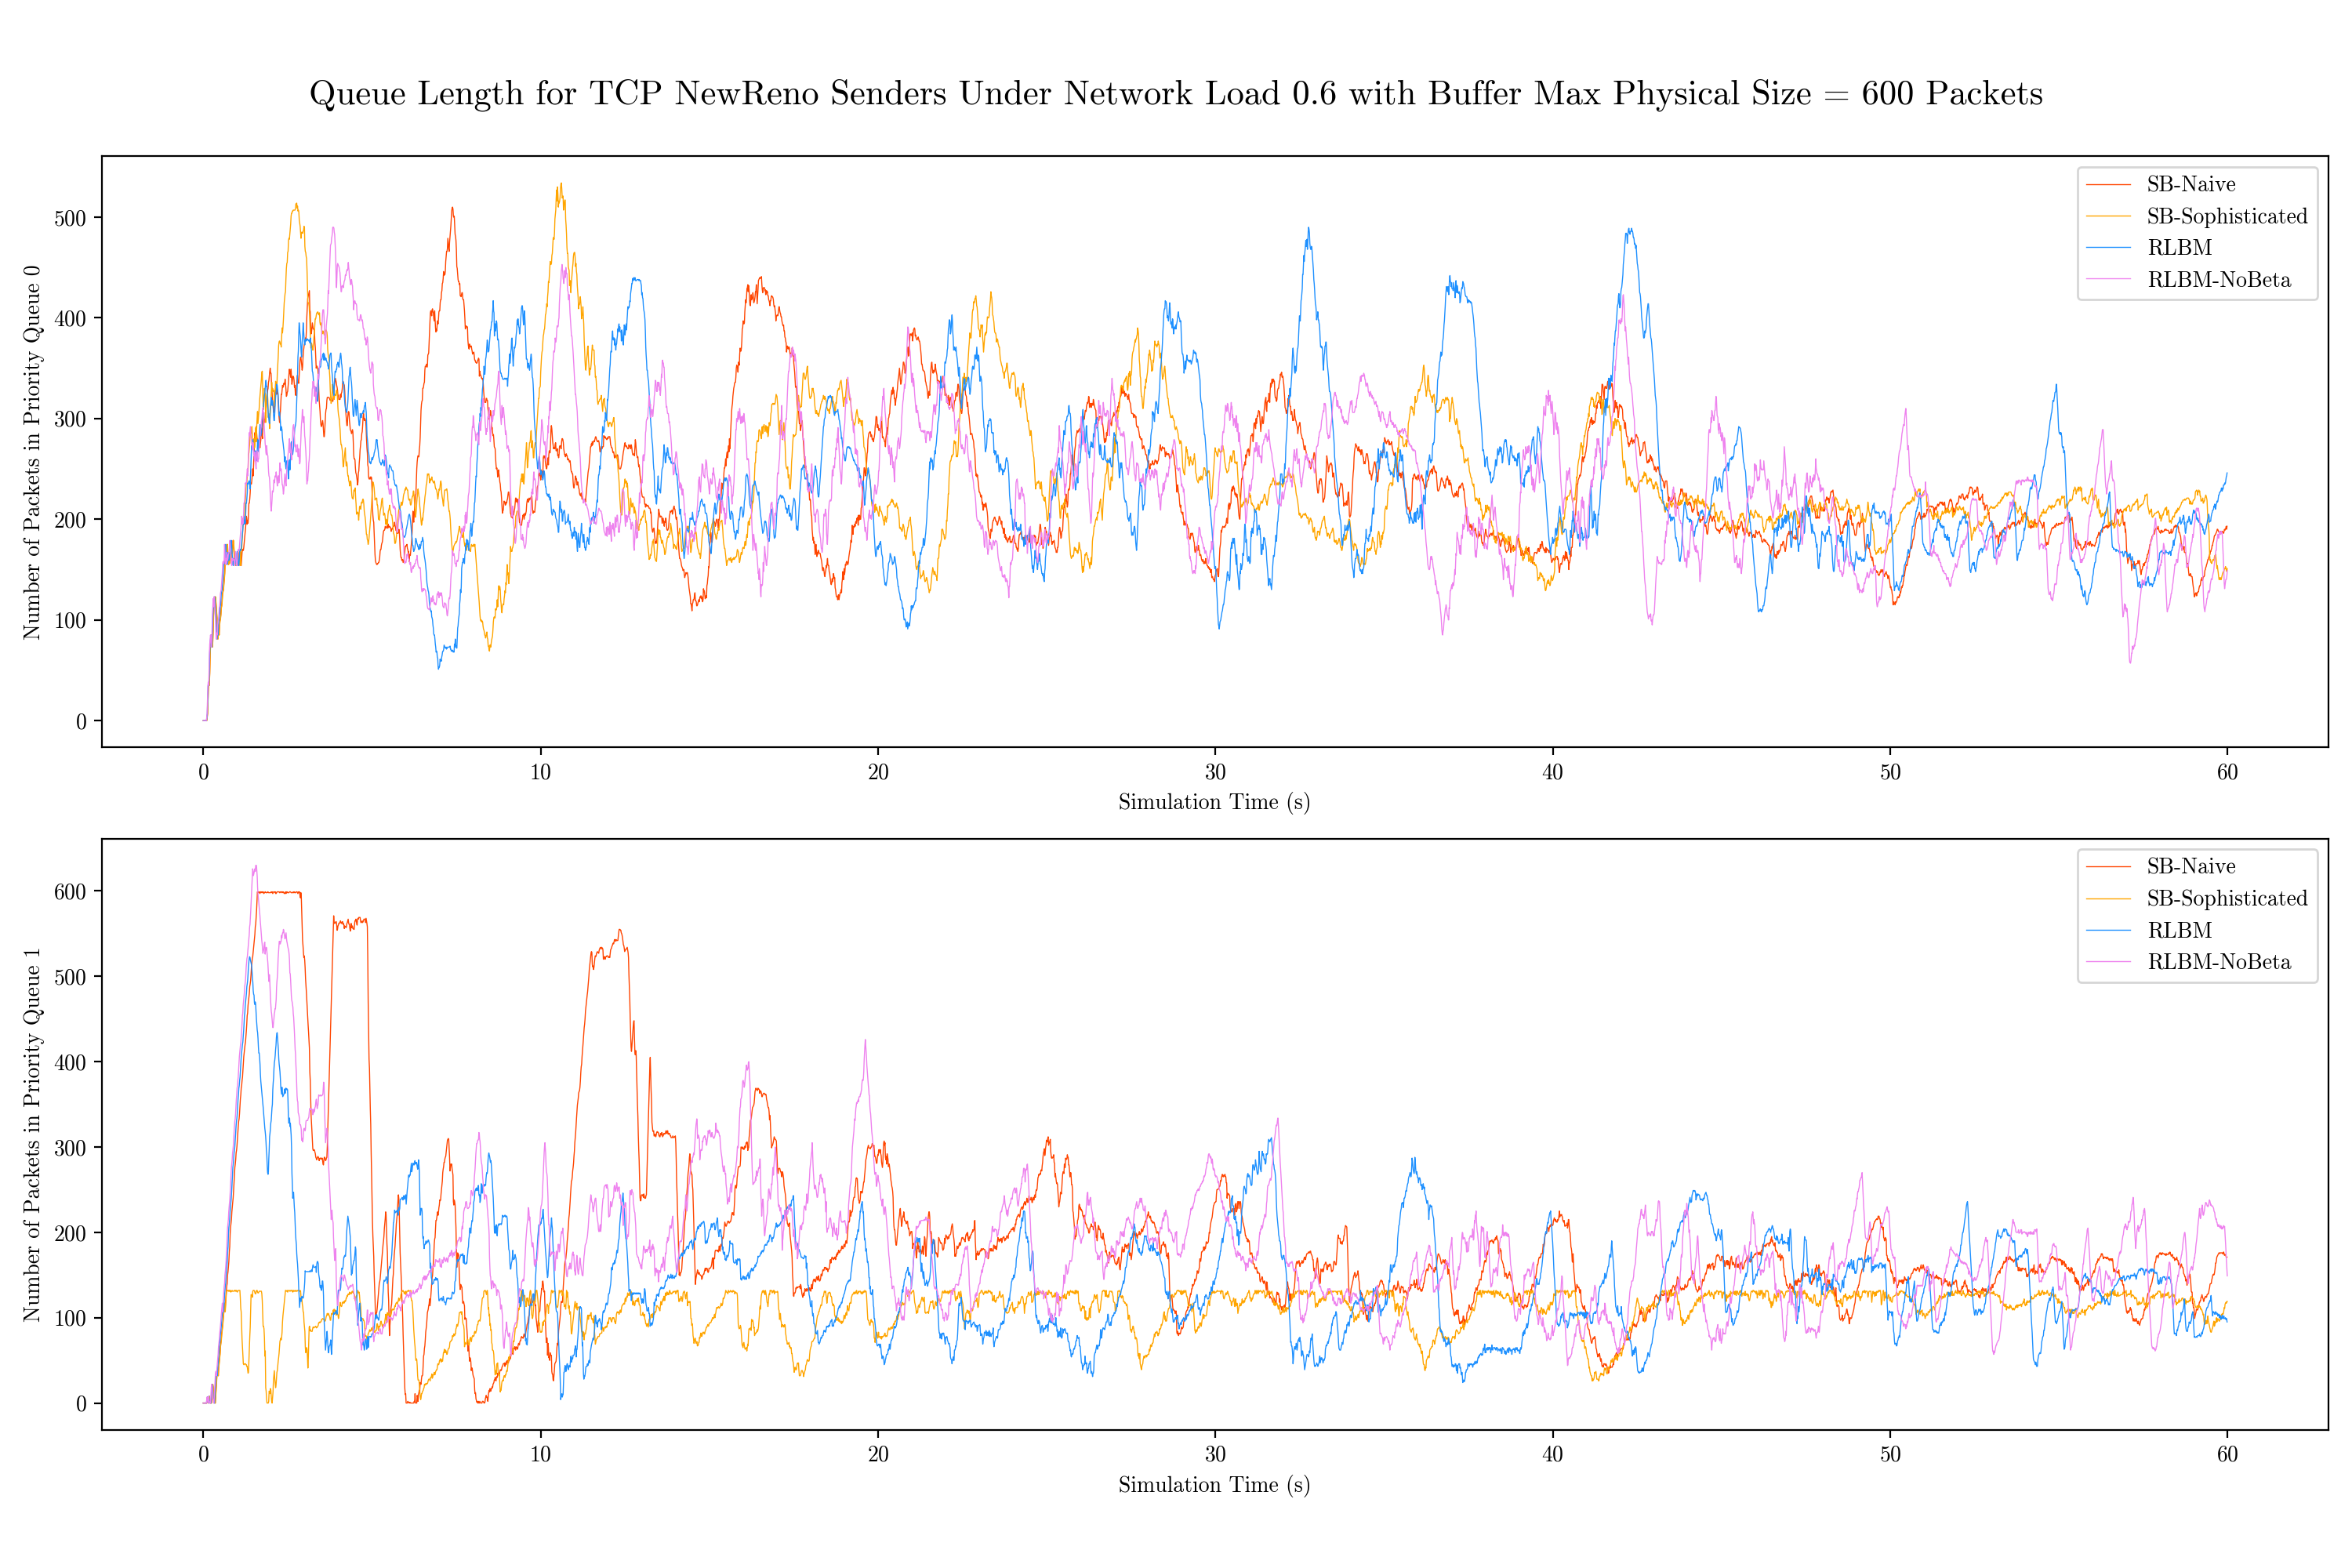 Queue Length for TCP NewReno Senders Under Network Load 0.6 with Buffer Max Physical Size = 600 Packets
Number of Packets in Priority Queue 0
500
400
300
200
100
0
SB-Naive
SB-Sophisticated
RLBM
RLBM-NoBeta
0 10 20 30 40 50 60
Simulation Time (s)
Number of Packets in Priority Queue 1
600
500
400
300
200
100
0
SB-Naive
SB-Sophisticated
RLBM
RLBM-NoBeta
0 10 20 30 40 50 60
Simulation Time (s)